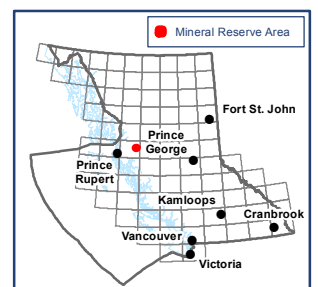 Mineral Reserve Area
Fort St. John
Prince
George
Prince
Rupert
Kamloops
Cranbrook
Vancouver
Victoria